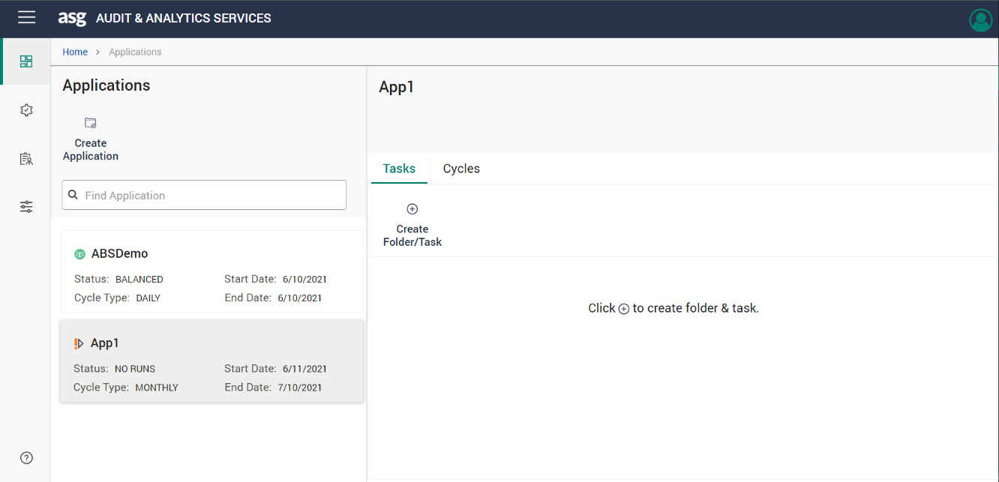 asg AUDIT & ANALYTICS SERVICES
Home > Applications
Applications
Create
Application
Find Application
ABSDemo
Status: BALANCED Start Date: 6/10/2021
Cycle Type: DAILY End Date: 6/10/2021
App1
Status: NO RUNS Start Date: 6/11/2021
Cycle Type: MONTHLY End Date: 7/10/2021
App1
Tasks Cycles
Create
Folder/Task
Click ⊕ to create folder & task.